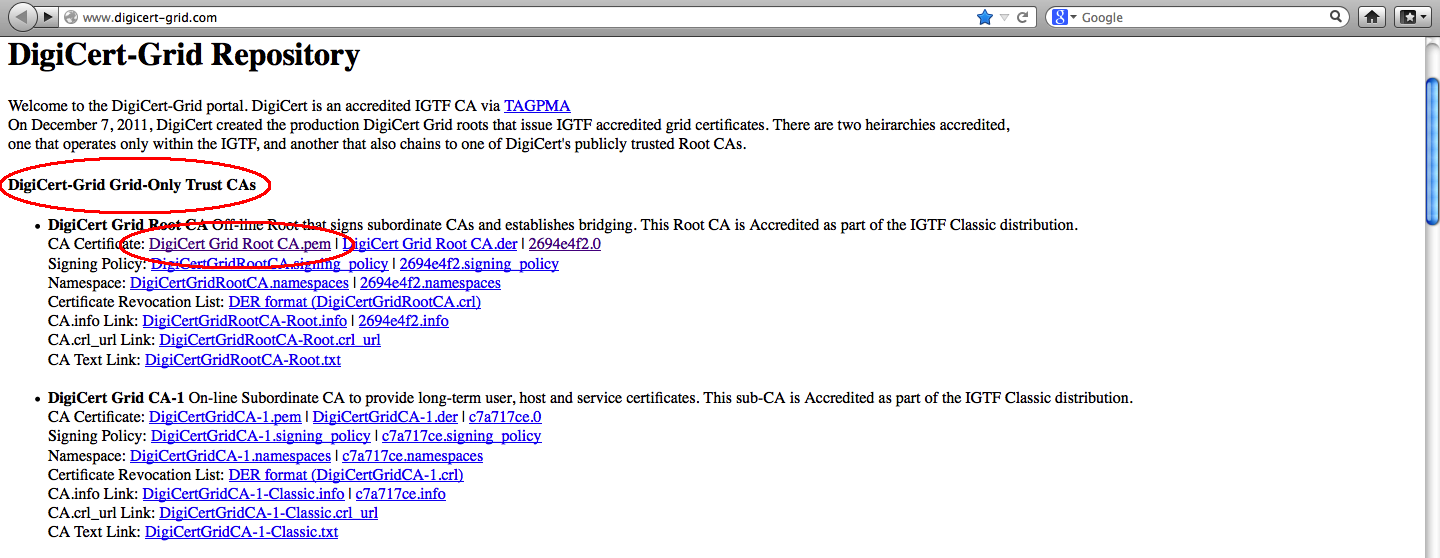 www.digicert-grid.com
Google
DigiCert-Grid Repository
Welcome to the DigiCert-Grid portal. DigiCert is an accredited IGTF CA via TAGPMA
On December 7, 2011, DigiCert created the production DigiCert Grid roots that issue IGTF accredited grid certificates. There are two heirarchies accredited,
one that operates only within the IGTF, and another that also chains to one of DigiCert's publicly trusted Root CAs.
DigiCert-Grid Grid-Only Trust CAs
• DigiCert Grid Root CA Off-line Root that signs subordinate CAs and establishes bridging. This Root CA is Accredited as part of the IGTF Classic distribution.
CA Certificate: DigiCert Grid Root CA.pem | DigiCert Grid Root CA.der | 2694e4f2.0
Signing Policy: DigiCertGridRootCA.signing_policy | 2694e4f2.signing_policy
Namespace: DigiCertGridRootCA.namespaces | 2694e4f2.namespaces
Certificate Revocation List: DER format (DigiCertGridRootCA.crl)
CA.info Link: DigiCertGridRootCA-Root.info | 2694e4f2.info
CA.crl_url Link: DigiCertGridRootCA-Root.crl_url
CA Text Link: DigiCertGridRootCA-Root.txt
• DigiCert Grid CA-1 On-line Subordinate CA to provide long-term user, host and service certificates. This sub-CA is Accredited as part of the IGTF Classic distribution.
CA Certificate: DigiCertGridCA-1.pem | DigiCertGridCA-1.der | c7a717ce.0
Signing Policy: DigiCertGridCA-1.signing_policy | c7a717ce.signing_policy
Namespace: DigiCertGridCA-1.namespaces | c7a717ce.namespaces
Certificate Revocation List: DER format (DigiCertGridCA-1.crl)
CA.info Link: DigiCertGridCA-1-Classic.info | c7a717ce.info
CA.crl_url Link: DigiCertGridCA-1-Classic.crl_url
CA Text Link: DigiCertGridCA-1-Classic.txt